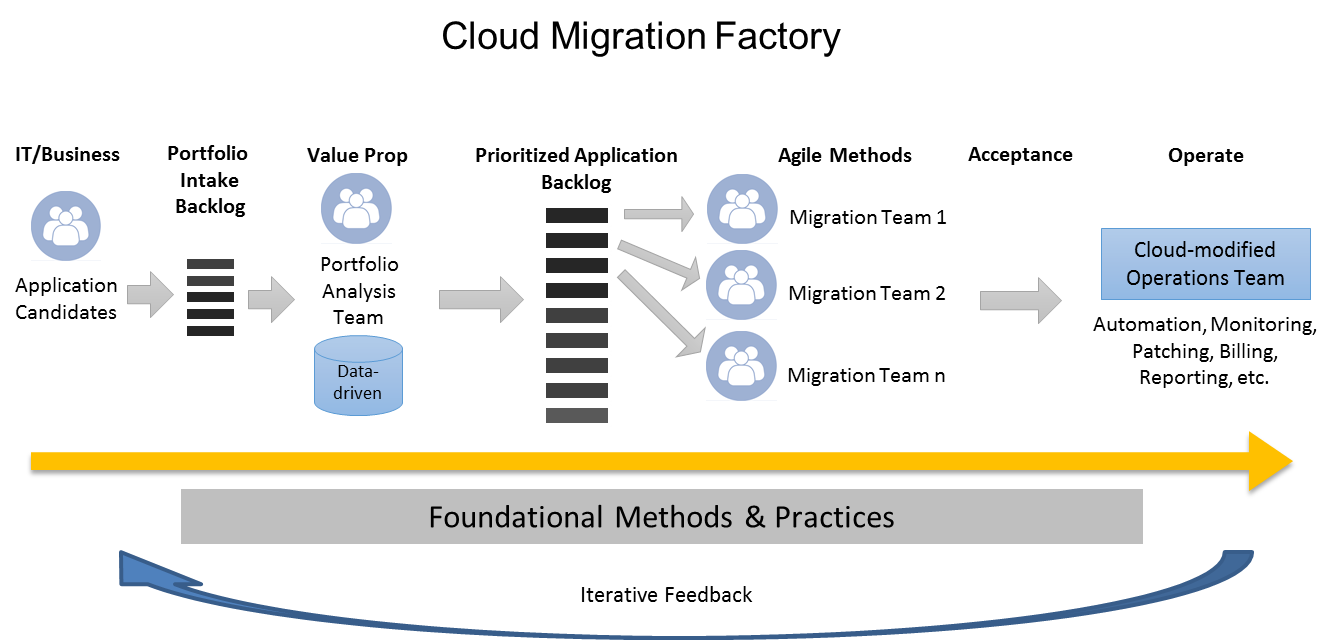 Cloud Migration Factory
IT/Business
Application
Candidates
Portfolio
Intake
Backlog
Value Prop
Portfolio
Analysis
Team
Data-
driven
Prioritized Application
Backlog
Agile Methods
Migration Team 1
Migration Team 2
Migration Team n
Acceptance
Operate
Cloud-modified
Operations Team
Automation, Monitoring,
Patching, Billing,
Reporting, etc.
Foundational Methods & Practices
Iterative Feedback